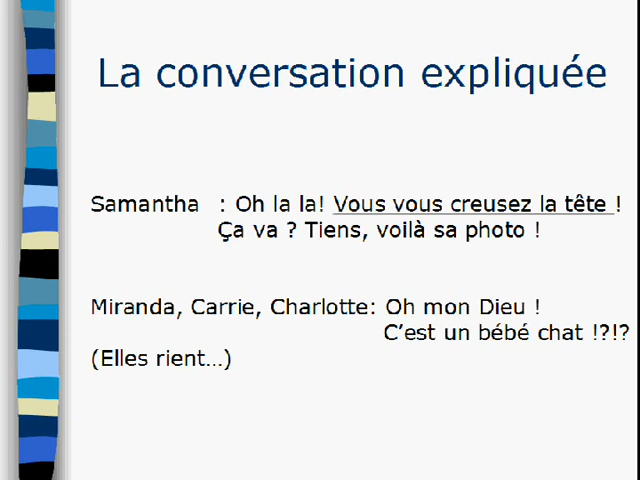 La conversation expliquée
Samantha : Oh la la! Vous vous creusez la tête !
Ça va ? Tiens, voilà sa photo !
Miranda, Carrie, Charlotte: Oh mon Dieu !
C’est un bébé chat !?!?
(Elles rient…)